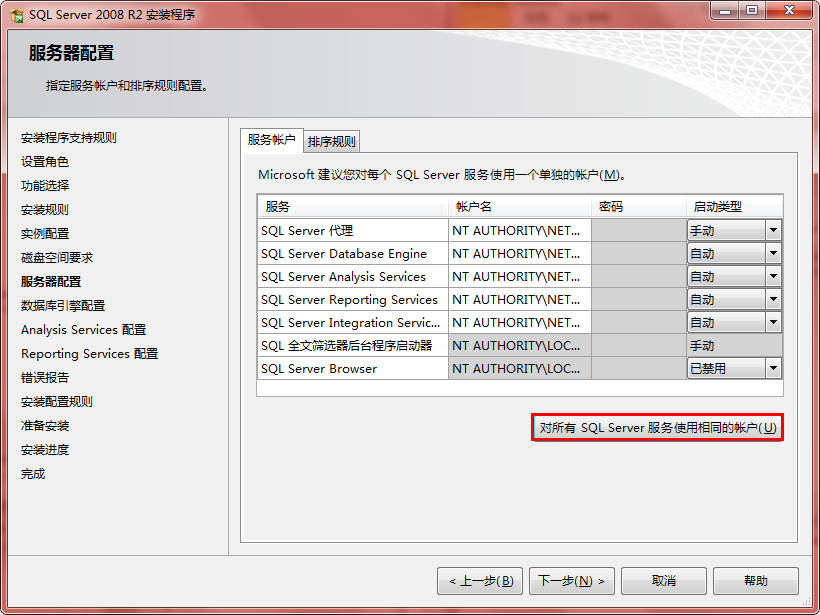 SQL Server 2008 R2 安装程序
服务器配置
指定服务帐户和排序规则配置。
安装程序支持规则
设置角色
功能选择
安装规则
实例配置
磁盘空间要求
服务器配置
数据库引擎配置
Analysis Services 配置
Reporting Services 配置
错误报告
安装配置规则
准备安装
安装进度
完成
服务帐户 排序规则
Microsoft 建议您对每个 SQL Server 服务使用一个单独的帐户(M)。
服务 帐户名 密码 启动类型
SQL Server 代理 NT AUTHORITY\NET... 手动
SQL Server Database Engine NT AUTHORITY\NET... 自动
SQL Server Analysis Services NT AUTHORITY\NET... 自动
SQL Server Reporting Services NT AUTHORITY\NET... 自动
SQL Server Integration Servic... NT AUTHORITY\NET... 自动
SQL 全文筛选器后台程序启动器 NT AUTHORITY\LOC... 手动
SQL Server Browser NT AUTHORITY\LOC... 已禁用
对所有 SQL Server 服务使用相同的帐户(U)
< 上一步(B) 下一步(N) > 取消 帮助